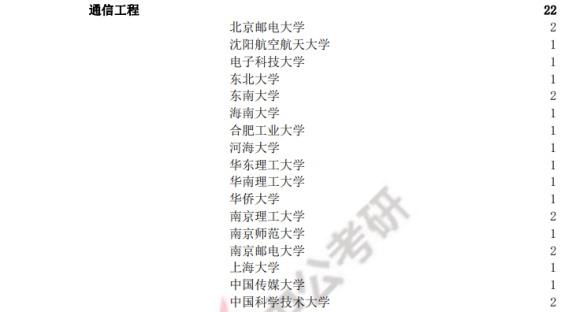 通信工程 22
北京邮电大学 2
沈阳航空航天大学 1
电子科技大学 1
东北大学 1
东南大学 2
海南大学 1
合肥工业大学 1
河海大学 1
华东理工大学 1
华南理工大学 1
华侨大学 1
南京理工大学 2
南京师范大学 1
南京邮电大学 2
上海大学 1
中国传媒大学 1
中国科学技术大学 2
公考研